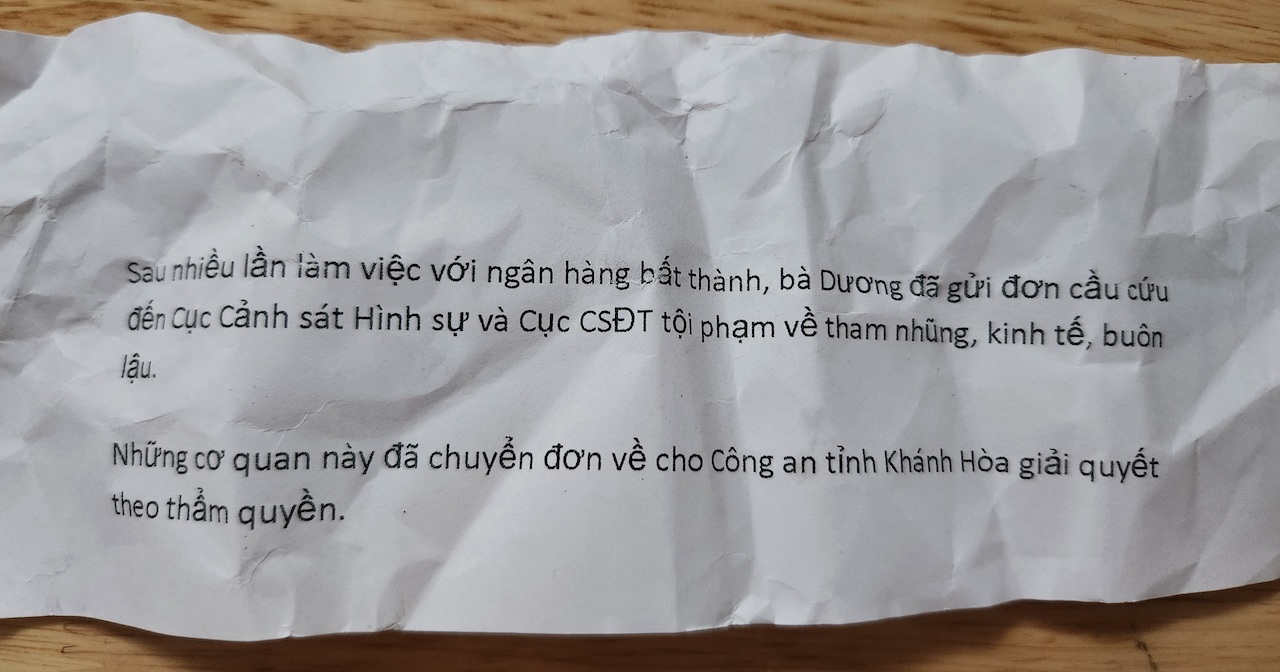 Sau nhiều lần làm việc với ngân hàng bất thành, bà Dương đã gửi đơn cầu cứu
đến Cục Cảnh sát Hình sự và Cục CSĐT tội phạm về tham nhũng, kinh tế, buôn
lậu.
Những cơ quan này đã chuyển đơn về cho Công an tỉnh Khánh Hòa giải quyết
theo thẩm quyền.